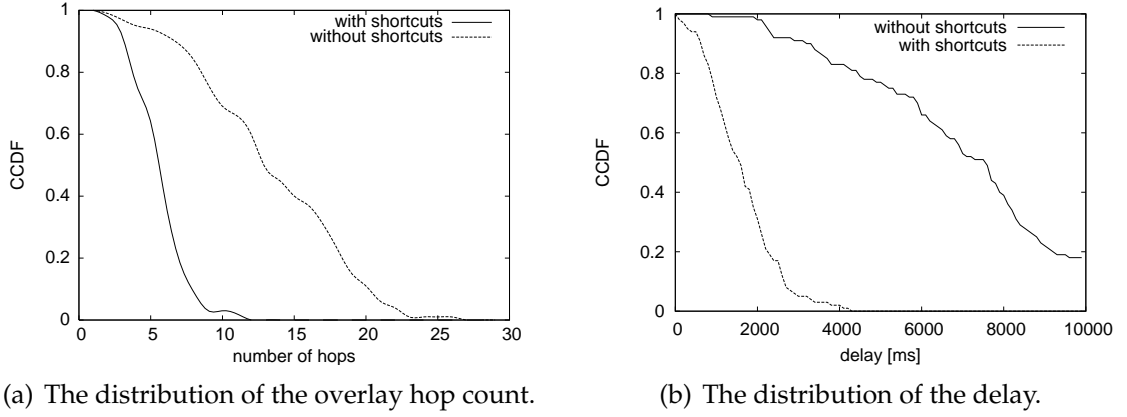 1
0.8
0.6
0.4
0.2
0
CCDF
0 5 10 15 20 25 30
number of hops
with shortcuts
without shortcuts
(a) The distribution of the overlay hop count.
1
0.8
0.6
0.4
0.2
0
CCDF
0 2000 4000 6000 8000 10000
delay [ms]
without shortcuts
with shortcuts
(b) The distribution of the delay.